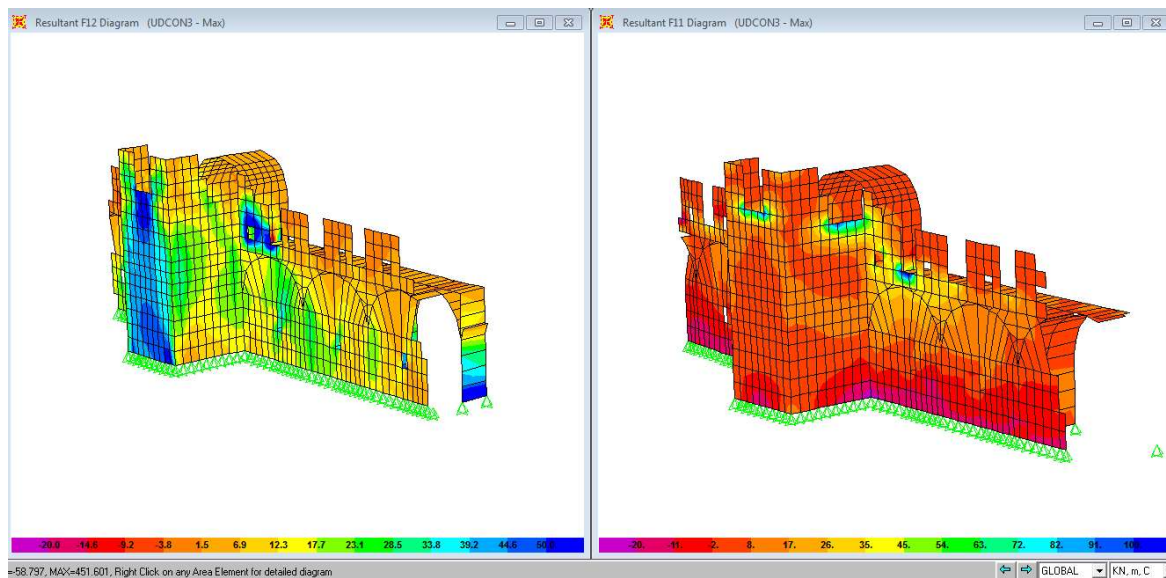 Resultant F12 Diagram (UDCON3 - Max)
Resultant F11 Diagram (UDCON3 - Max)
-20.0 -14.6 -9.2 -3.8 1.5 6.9 12.3 17.7 23.1 28.5 33.8 39.2 44.6
-20. -11. -2. 8. 17. 26. 35. 45. 54. 63. 72. 82. 91.
=-58.797, MAX=451.601, Right Click on any Area Element for detailed diagram
GLOBAL
KN, m, C